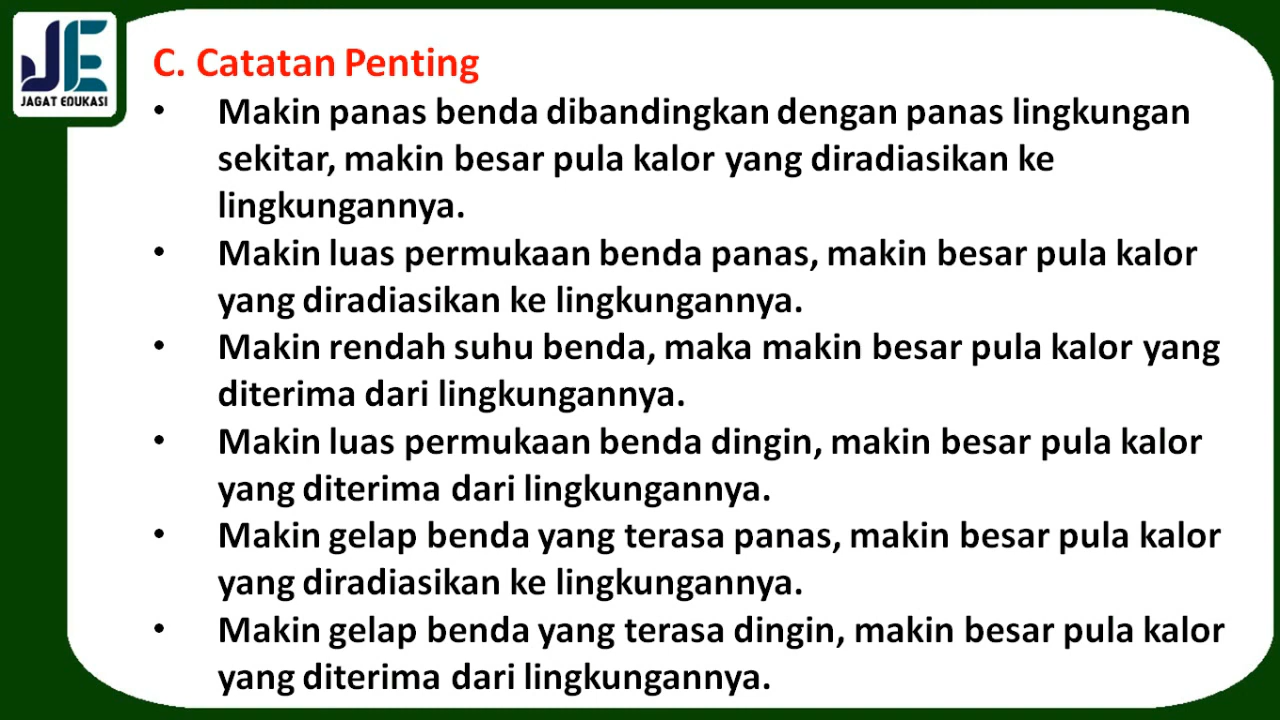 JE
JAGAT EDUKASI
C. Catatan Penting
• Makin panas benda dibandingkan dengan panas lingkungan
sekitar, makin besar pula kalor yang diradiasikan ke
lingkungannya.
• Makin luas permukaan benda panas, makin besar pula kalor
yang diradiasikan ke lingkungannya.
• Makin rendah suhu benda, maka makin besar pula kalor yang
diterima dari lingkungannya.
• Makin luas permukaan benda dingin, makin besar pula kalor
yang diterima dari lingkungannya.
• Makin gelap benda yang terasa panas, makin besar pula kalor
yang diradiasikan ke lingkungannya.
• Makin gelap benda yang terasa dingin, makin besar pula kalor
yang diterima dari lingkungannya.